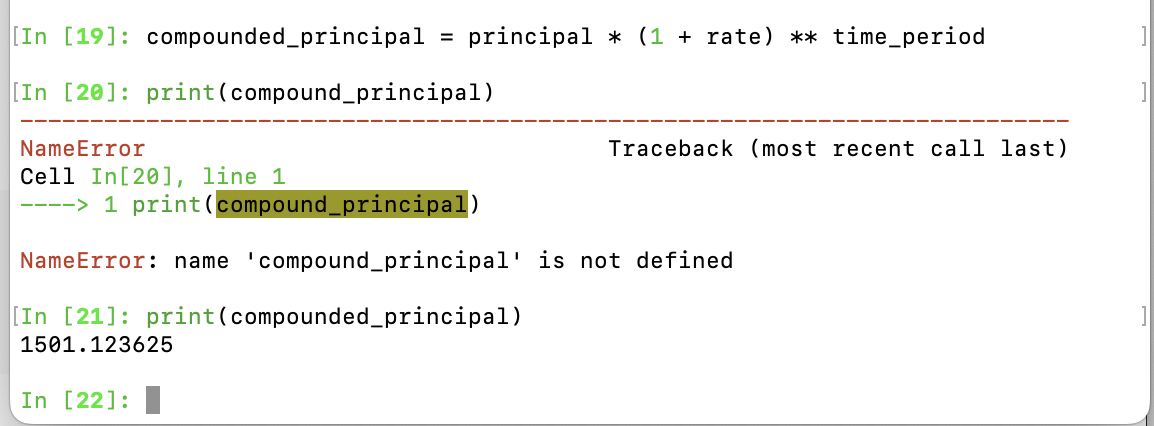 [In [19]: compounded_principal = principal * (1 + rate) ** time_period ]
[In [20]: print(compound_principal) ]
---------------------------------------------------------------------------
NameError Traceback (most recent call last)
Cell In[20], line 1
----> 1 print(compound_principal)
NameError: name 'compound_principal' is not defined
[In [21]: print(compounded_principal) ]
1501.123625
In [22]: